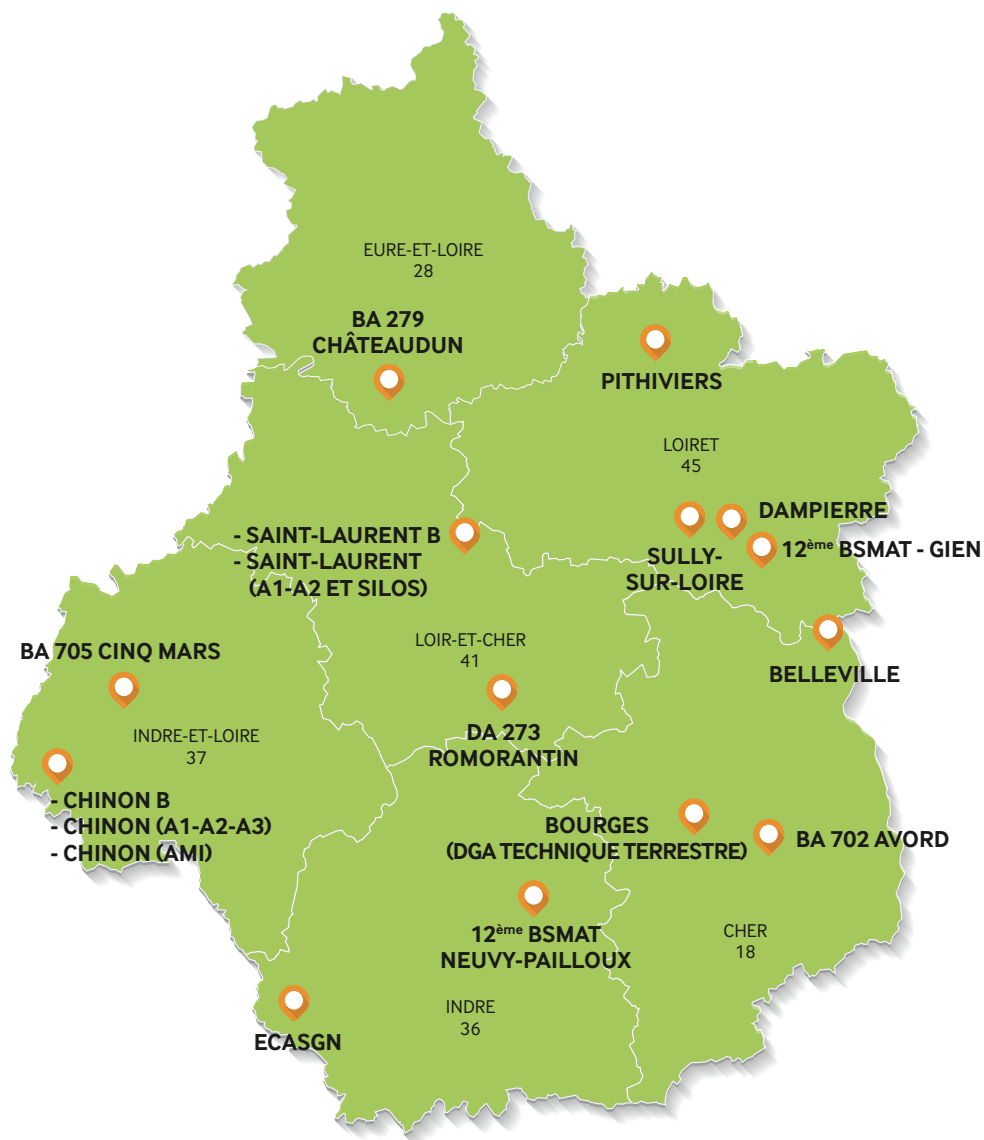 EURE-ET-LOIRE
28
BA 279
CHÂTEAUDUN
PITHIVIERS
LOIRET
45
DAMPIERRE
12ème BSMAT - GIEN
SULLY-
SUR-LOIRE
- SAINT-LAURENT B
- SAINT-LAURENT
(A1-A2 ET SILOS)
BELLEVILLE
LOIR-ET-CHER
41
BA 705 CINQ MARS
INDRE-ET-LOIRE
37
DA 273
ROMORANTIN
- CHINON B
- CHINON (A1-A2-A3)
- CHINON (AMI)
BOURGES
(DGA TECHNIQUE TERRESTRE)
BA 702 AVORD
12ème BSMAT
NEUVY-PAILLOUX
CHER
18
INDRE
36
ECASGN